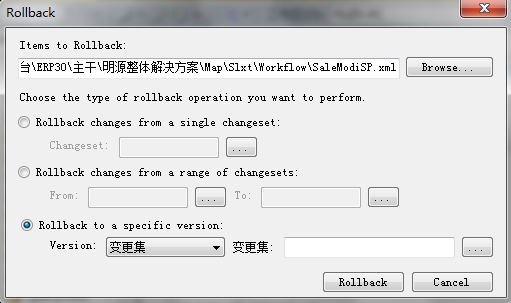 Rollback
Items to Rollback:
台\ERP30\主干\明源整体解决方案\Map\Slxt\Workflow\SaleModiSP.xml Browse...
Choose the type of rollback operation you want to perform.
Rollback changes from a single changeset:
Changeset: ...
Rollback changes from a range of changesets:
From: ... To: ...
Rollback to a specific version:
Version: 变更集 变更集: ...
Rollback Cancel